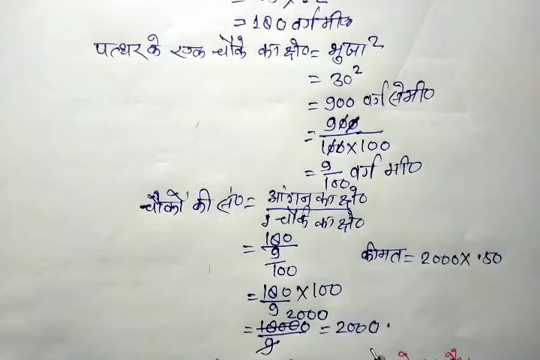 = 180 वर्ग मी०
पत्थर के एक चौके का क्षे० = भुजा²
= 30²
= 900 वर्ग सेमी०
= 900/100×100
= 9/100 वर्ग मी०
चौकों की सं० = आंगन का क्षे०/1 चौके का क्षे०
= 180/9/100
= 180/9 × 100
कीमत = 2000 × .50
2000
= 18000/9 = 2000